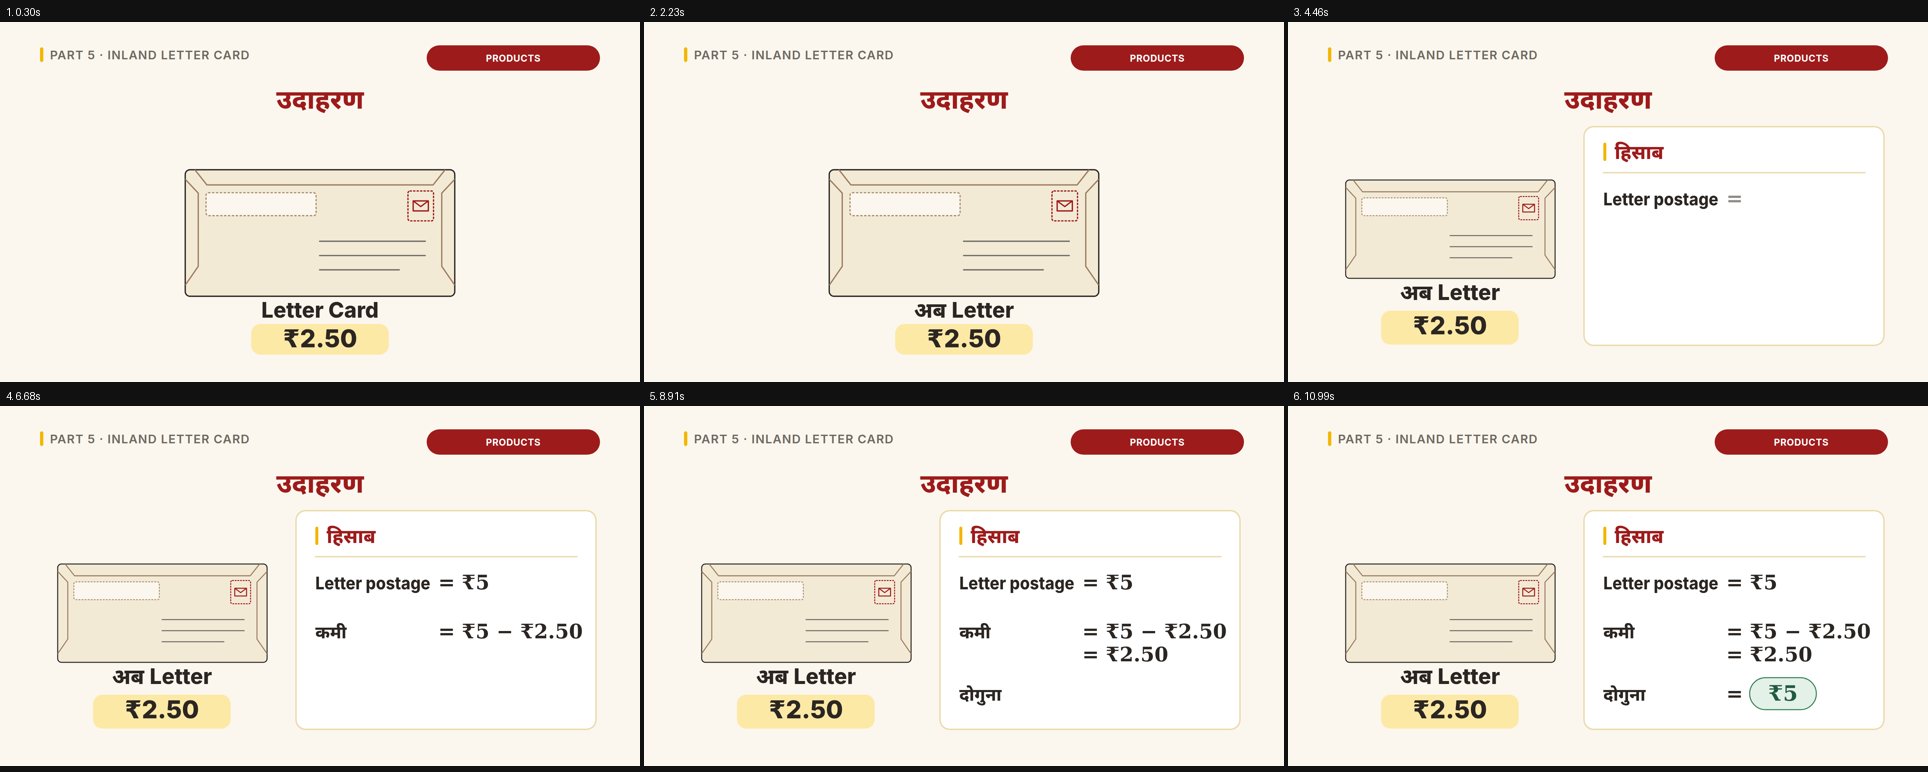 1. 0.30s
PART 5 · INLAND LETTER CARD
PRODUCTS
उदाहरण
Letter Card
₹2.50
2. 2.23s
PART 5 · INLAND LETTER CARD
PRODUCTS
उदाहरण
अब Letter
₹2.50
3. 4.46s
PART 5 · INLAND LETTER CARD
PRODUCTS
उदाहरण
अब Letter
₹2.50
हिसाब
Letter postage =
4. 6.68s
PART 5 · INLAND LETTER CARD
PRODUCTS
उदाहरण
अब Letter
₹2.50
हिसाब
Letter postage = ₹5
कमी = ₹5 − ₹2.50
5. 8.91s
PART 5 · INLAND LETTER CARD
PRODUCTS
उदाहरण
अब Letter
₹2.50
हिसाब
Letter postage = ₹5
कमी = ₹5 − ₹2.50
= ₹2.50
दोगुना
6. 10.99s
PART 5 · INLAND LETTER CARD
PRODUCTS
उदाहरण
अब Letter
₹2.50
हिसाब
Letter postage = ₹5
कमी = ₹5 − ₹2.50
= ₹2.50
दोगुना = ₹5